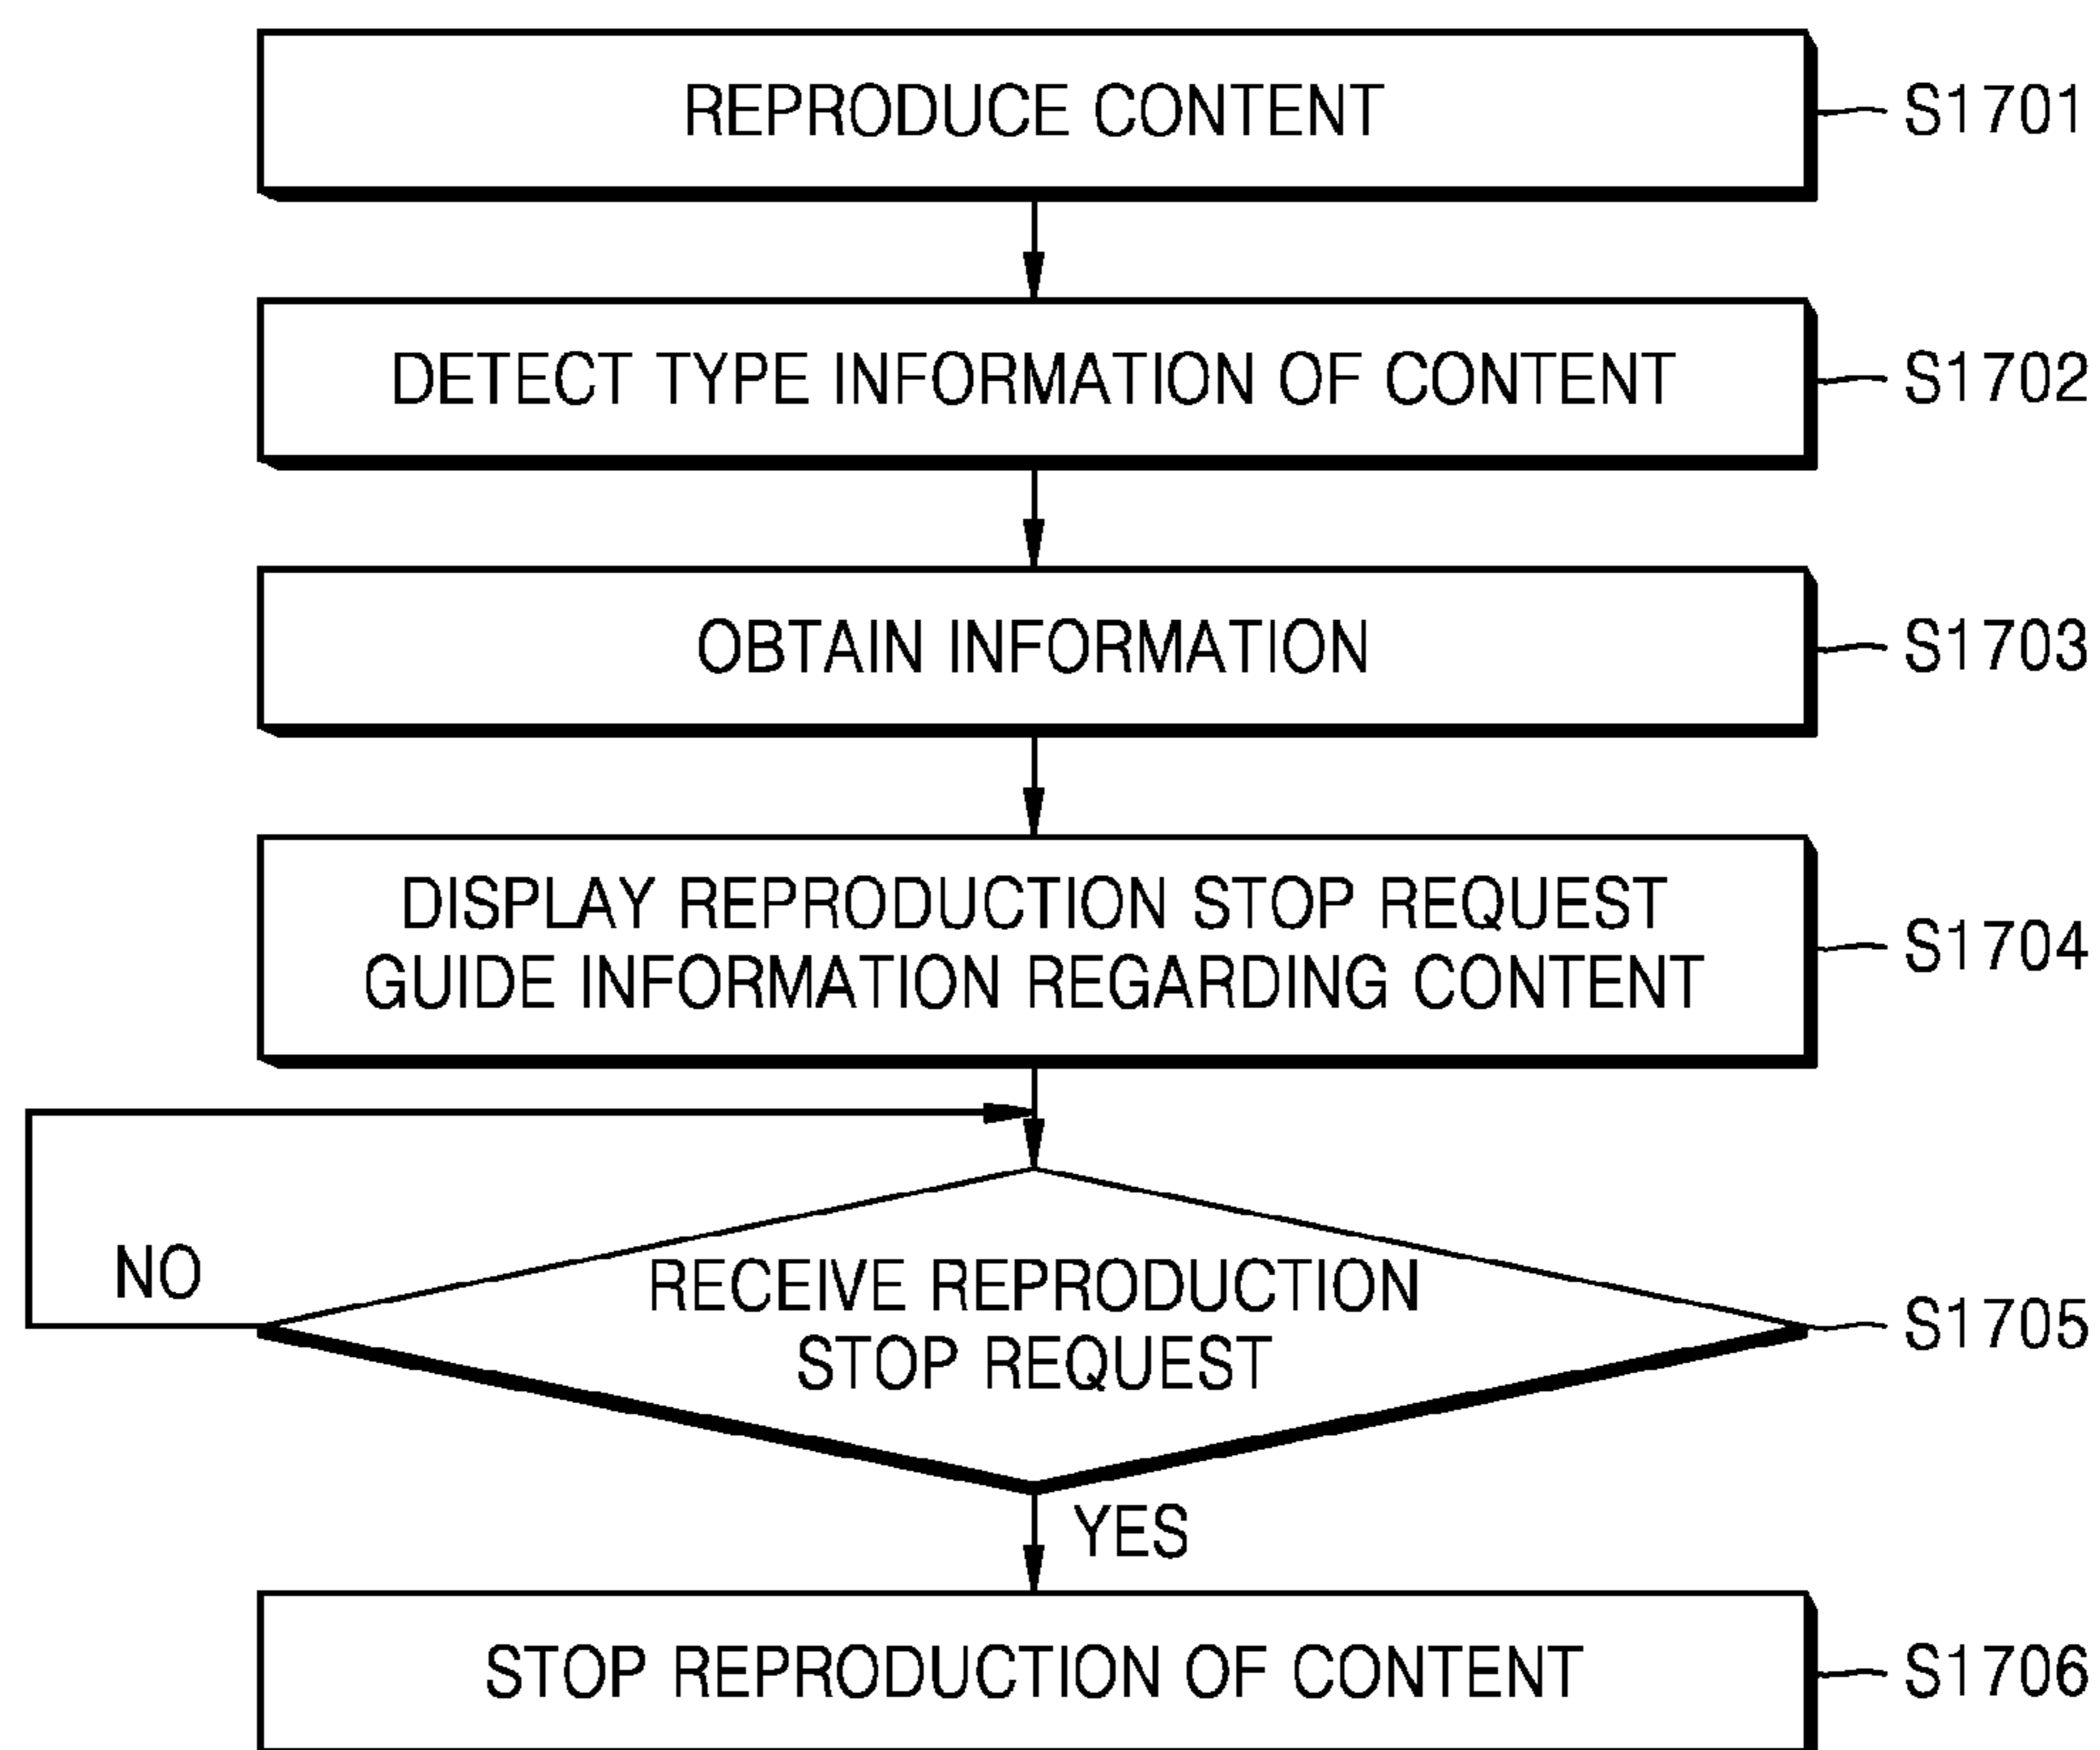 REPRODUCE CONTENT
S1701
DETECT TYPE INFORMATION OF CONTENT
S1702
OBTAIN INFORMATION
S1703
DISPLAY REPRODUCTION STOP REQUEST
GUIDE INFORMATION REGARDING CONTENT
S1704
NO
RECEIVE REPRODUCTION
STOP REQUEST
S1705
YES
STOP REPRODUCTION OF CONTENT
S1706